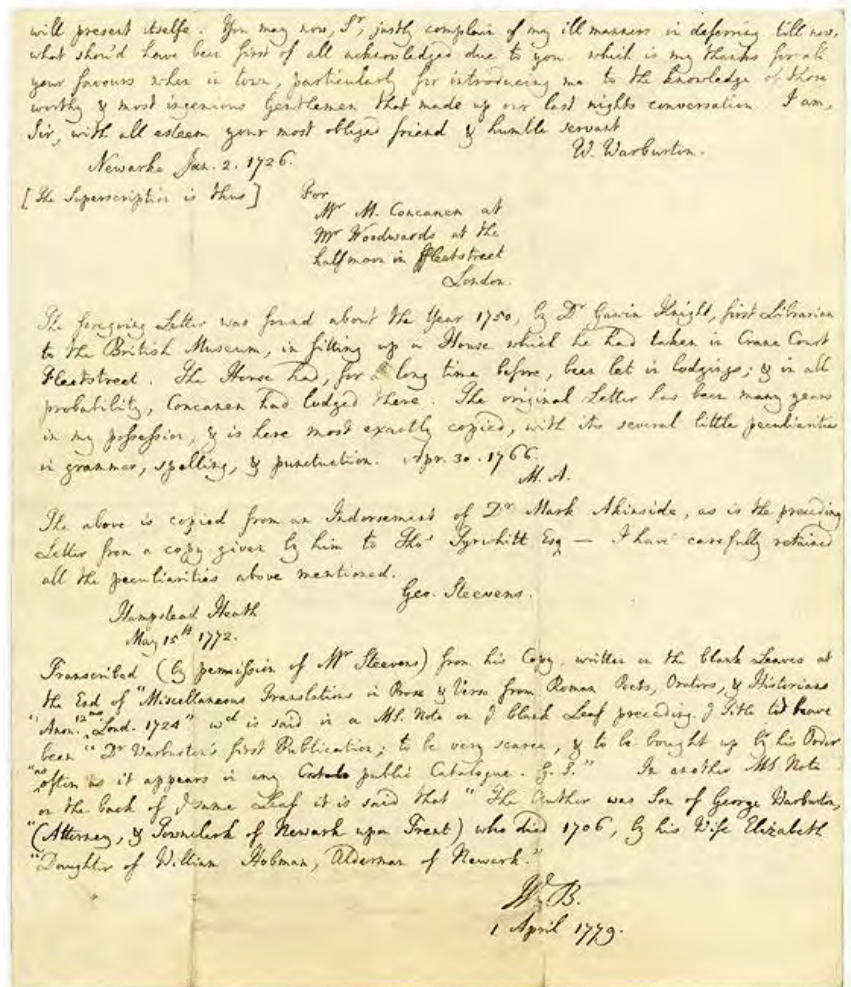 will present itselfe. You may now, Sr, justly complain of my ill manners in deferring till now,
what should have been first of all acknowledged due to you. which is my thanks for all
your favours when in town, particularly for introducing me to the knowledge of those
worthy & most ingenious Gentlemen that made up our last nights conversation I am,
Sir, with all esteem your most obliged friend & humble servant
W. Warburton.
Newarke Jan. 2. 1726.
[the Superscription is thus] For
Mr M. Concanen at
Mr Woodwards at the
halfmoon in Fleetstreet
London.
The foregoing Letter was found about the Year 1750, by Dr Gawin Knight, first Librarian
to the British Museum, in fitting up a House which he had taken in Crane Court
Fleetstreet. The House had, for a long time before, been let in lodgings; & in all
probability, Concanen had lodged there. The original Letter has been many years
in my possession, & is here most exactly copied, with its several little peculiarities
in grammar, spelling, & punctuation. Apr. 30. 1766.
M. A.
The above is copied from an Indorsement of Dr Mark Akinside, as is the preceding
Letter from a copy given by him to Thos Tyrwhitt Esq — I have carefully retained
all the peculiarities above mentioned.
Geo. Steevens.
Hampstead Heath
May 15th 1772.
Transcribed (by permission of Mr Steevens) from his Copy, written on the blank Leaves at
the End of "Miscellaneous Translations in Prose & Verse from Roman Poets, Orators, & Historians
"Anon. 12mo Lond. 1724" wch is said in a MS. Note on ye blank Leaf preceding ye Title to have
been "Dr Warburton's first Publication; to be very scarce, & to be bought up by his Order
"as often as it appears in any public Catalogue. G. S." In another MS Note
on the back of ye same Leaf it is said that "The Author was Son of George Warburton,
"(Attorney, & Townclerk of Newark upon Trent) who died 1706, by his Wife Elizabeth
"Daughter of William Hobman, Alderman of Newark."
Wm B.
1 April 1779.